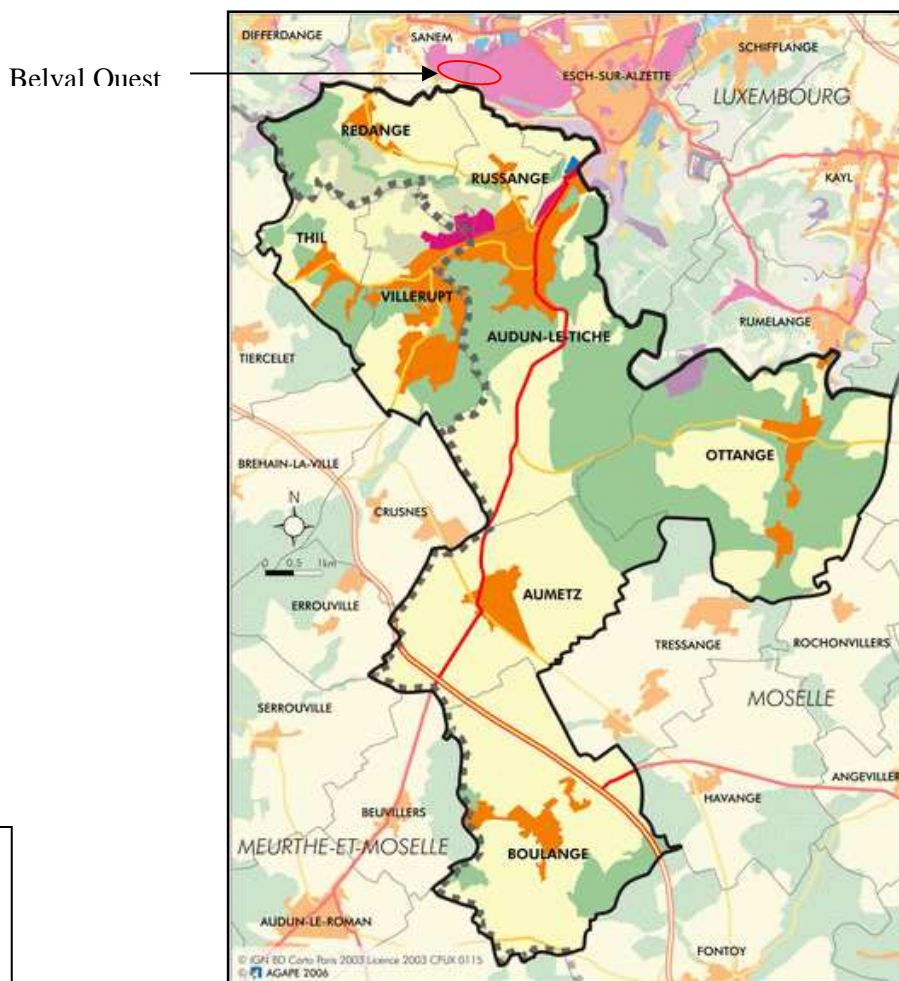 Belval Ouest
DIFFERDANGE
SANEM
SCHIFFLANGE
ESCH-SUR-ALZETTE
LUXEMBOURG
REDANGE
RUSSANGE
KAYL
THIL
VILLERUPT
RUMELANGE
AUDUN-LE-TICHE
TIERCELET
OTTANGE
BREHAIN-LA-VILLE
N
CRUSNES
0 0.5 1km
ERROUVILLE
AUMETZ
TRESSANGE
ROCHONVILLERS
MOSELLE
SERROUVILLE
ANGEVILLER
HAVANGE
BEUVILLERS
MEURTHE-ET-MOSELLE
BOULANGE
AUDUN-LE-ROMAN
FONTOY
© IGN BD Carto Paris 2003 Licence 2003 CFUX 0115
© AGAPE 2006